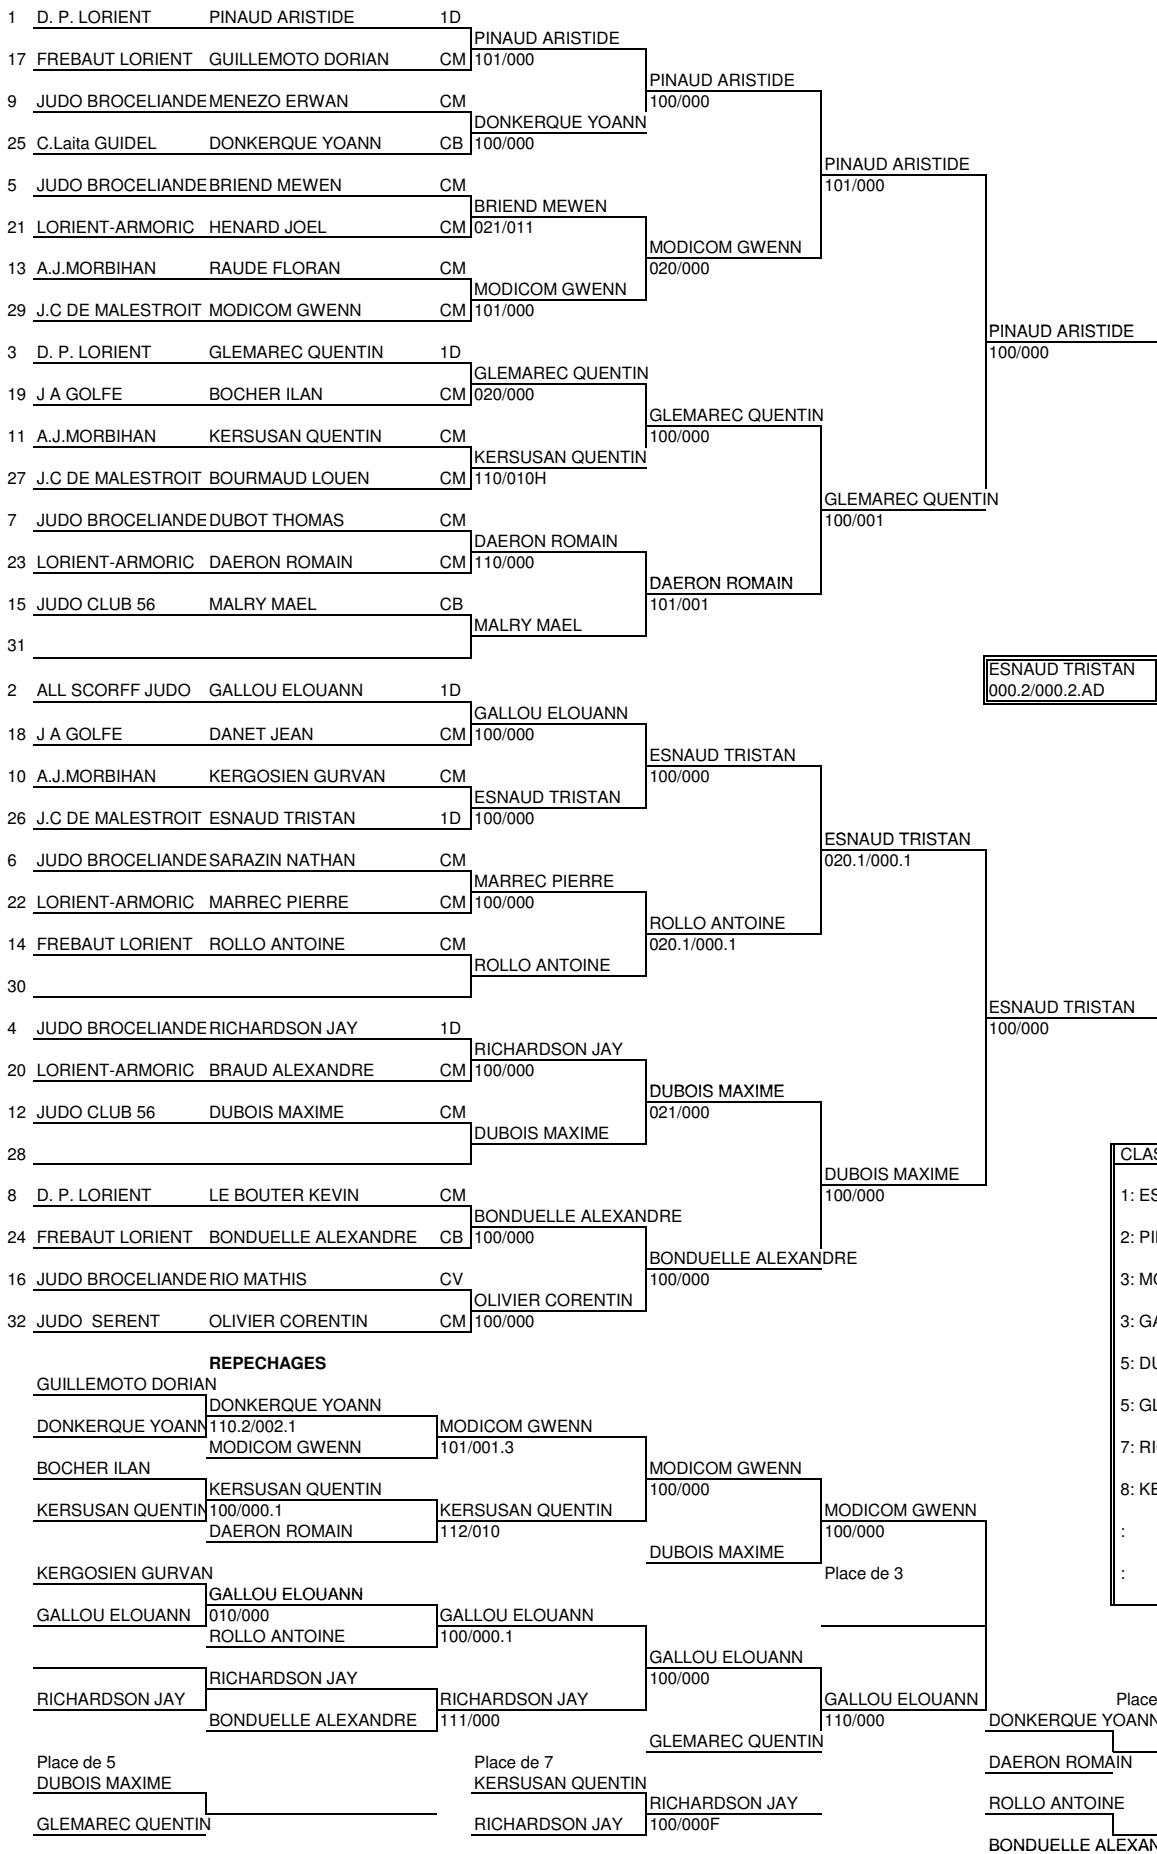 1 D. P. LORIENT PINAUD ARISTIDE 1D
PINAUD ARISTIDE
17 FREBAUT LORIENT GUILLEMOTO DORIAN CM 101/000
PINAUD ARISTIDE
9 JUDO BROCELIANDE MENEZO ERWAN CM 100/000
DONKERQUE YOANN
25 C.Laita GUIDEL DONKERQUE YOANN CB 100/000
PINAUD ARISTIDE
5 JUDO BROCELIANDE BRIEND MEWEN CM 101/000
BRIEND MEWEN
21 LORIENT-ARMORIC HENARD JOEL CM 021/011
MODICOM GWENN
13 A.J.MORBIHAN RAUDE FLORAN CM 020/000
MODICOM GWENN
29 J.C DE MALESTROIT MODICOM GWENN CM 101/000
PINAUD ARISTIDE
3 D. P. LORIENT GLEMAREC QUENTIN 1D 100/000
GLEMAREC QUENTIN
19 J A GOLFE BOCHER ILAN CM 020/000
GLEMAREC QUENTIN
11 A.J.MORBIHAN KERSUSAN QUENTIN CM 100/000
KERSUSAN QUENTIN
27 J.C DE MALESTROIT BOURMAUD LOUEN CM 110/010H
GLEMAREC QUENTIN
7 JUDO BROCELIANDE DUBOT THOMAS CM 100/001
DAERON ROMAIN
23 LORIENT-ARMORIC DAERON ROMAIN CM 110/000
DAERON ROMAIN
15 JUDO CLUB 56 MALRY MAEL CB 101/001
MALRY MAEL
31
ESNAUD TRISTAN
2 ALL SCORFF JUDO GALLOU ELOUANN 1D 000.2/000.2.AD
GALLOU ELOUANN
18 J A GOLFE DANET JEAN CM 100/000
ESNAUD TRISTAN
10 A.J.MORBIHAN KERGOSIEN GURVAN CM 100/000
ESNAUD TRISTAN
26 J.C DE MALESTROIT ESNAUD TRISTAN 1D 100/000
ESNAUD TRISTAN
6 JUDO BROCELIANDE SARAZIN NATHAN CM 020.1/000.1
MARREC PIERRE
22 LORIENT-ARMORIC MARREC PIERRE CM 100/000
ROLLO ANTOINE
14 FREBAUT LORIENT ROLLO ANTOINE CM 020.1/000.1
ROLLO ANTOINE
30
ESNAUD TRISTAN
4 JUDO BROCELIANDE RICHARDSON JAY 1D 100/000
RICHARDSON JAY
20 LORIENT-ARMORIC BRAUD ALEXANDRE CM 100/000
DUBOIS MAXIME
12 JUDO CLUB 56 DUBOIS MAXIME CM 021/000
DUBOIS MAXIME
28 CLAS
DUBOIS MAXIME
8 D. P. LORIENT LE BOUTER KEVIN CM 100/000 1: ES
BONDUELLE ALEXANDRE
24 FREBAUT LORIENT BONDUELLE ALEXANDRE CB 100/000 2: PI
BONDUELLE ALEXANDRE
16 JUDO BROCELIANDE RIO MATHIS CV 100/000 3: MO
OLIVIER CORENTIN
32 JUDO SERENT OLIVIER CORENTIN CM 100/000 3: GA
REPECHAGES 5: DU
GUILLEMOTO DORIAN
DONKERQUE YOANN 5: GL
DONKERQUE YOANN 110.2/002.1 MODICOM GWENN
MODICOM GWENN 101/001.3 7: RI
BOCHER ILAN MODICOM GWENN
KERSUSAN QUENTIN 100/000 8: KE
KERSUSAN QUENTIN 100/000.1 KERSUSAN QUENTIN MODICOM GWENN
DAERON ROMAIN 112/010 100/000 :
DUBOIS MAXIME
KERGOSIEN GURVAN Place de 3 :
GALLOU ELOUANN
GALLOU ELOUANN 010/000 GALLOU ELOUANN
ROLLO ANTOINE 100/000.1
GALLOU ELOUANN
RICHARDSON JAY 100/000
RICHARDSON JAY RICHARDSON JAY GALLOU ELOUANN Place
BONDUELLE ALEXANDRE 111/000 110/000 DONKERQUE YOANN
GLEMAREC QUENTIN
Place de 5 Place de 7 DAERON ROMAIN
DUBOIS MAXIME KERSUSAN QUENTIN
RICHARDSON JAY ROLLO ANTOINE
GLEMAREC QUENTIN RICHARDSON JAY 100/000F
BONDUELLE ALEXAN